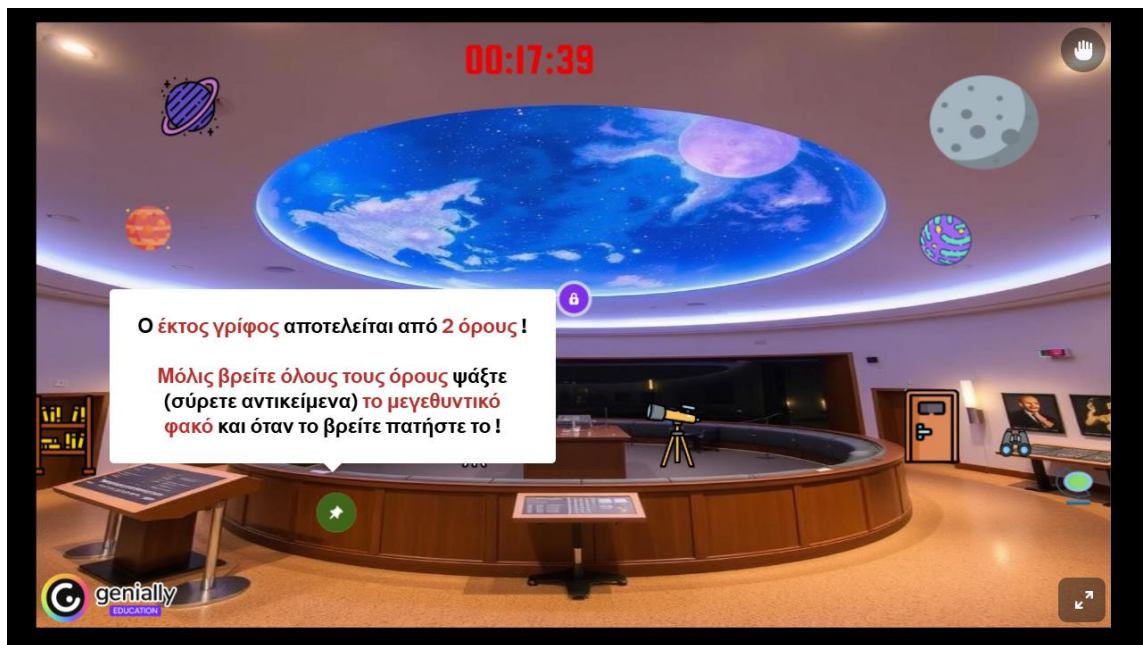 00:17:39
Ο έκτος γρίφος αποτελείται από 2 όρους !
Μόλις βρείτε όλους τους όρους ψάξτε
(σύρετε αντικείμενα) το μεγεθυντικό
φακό και όταν το βρείτε πατήστε το !
genially
EDUCATION